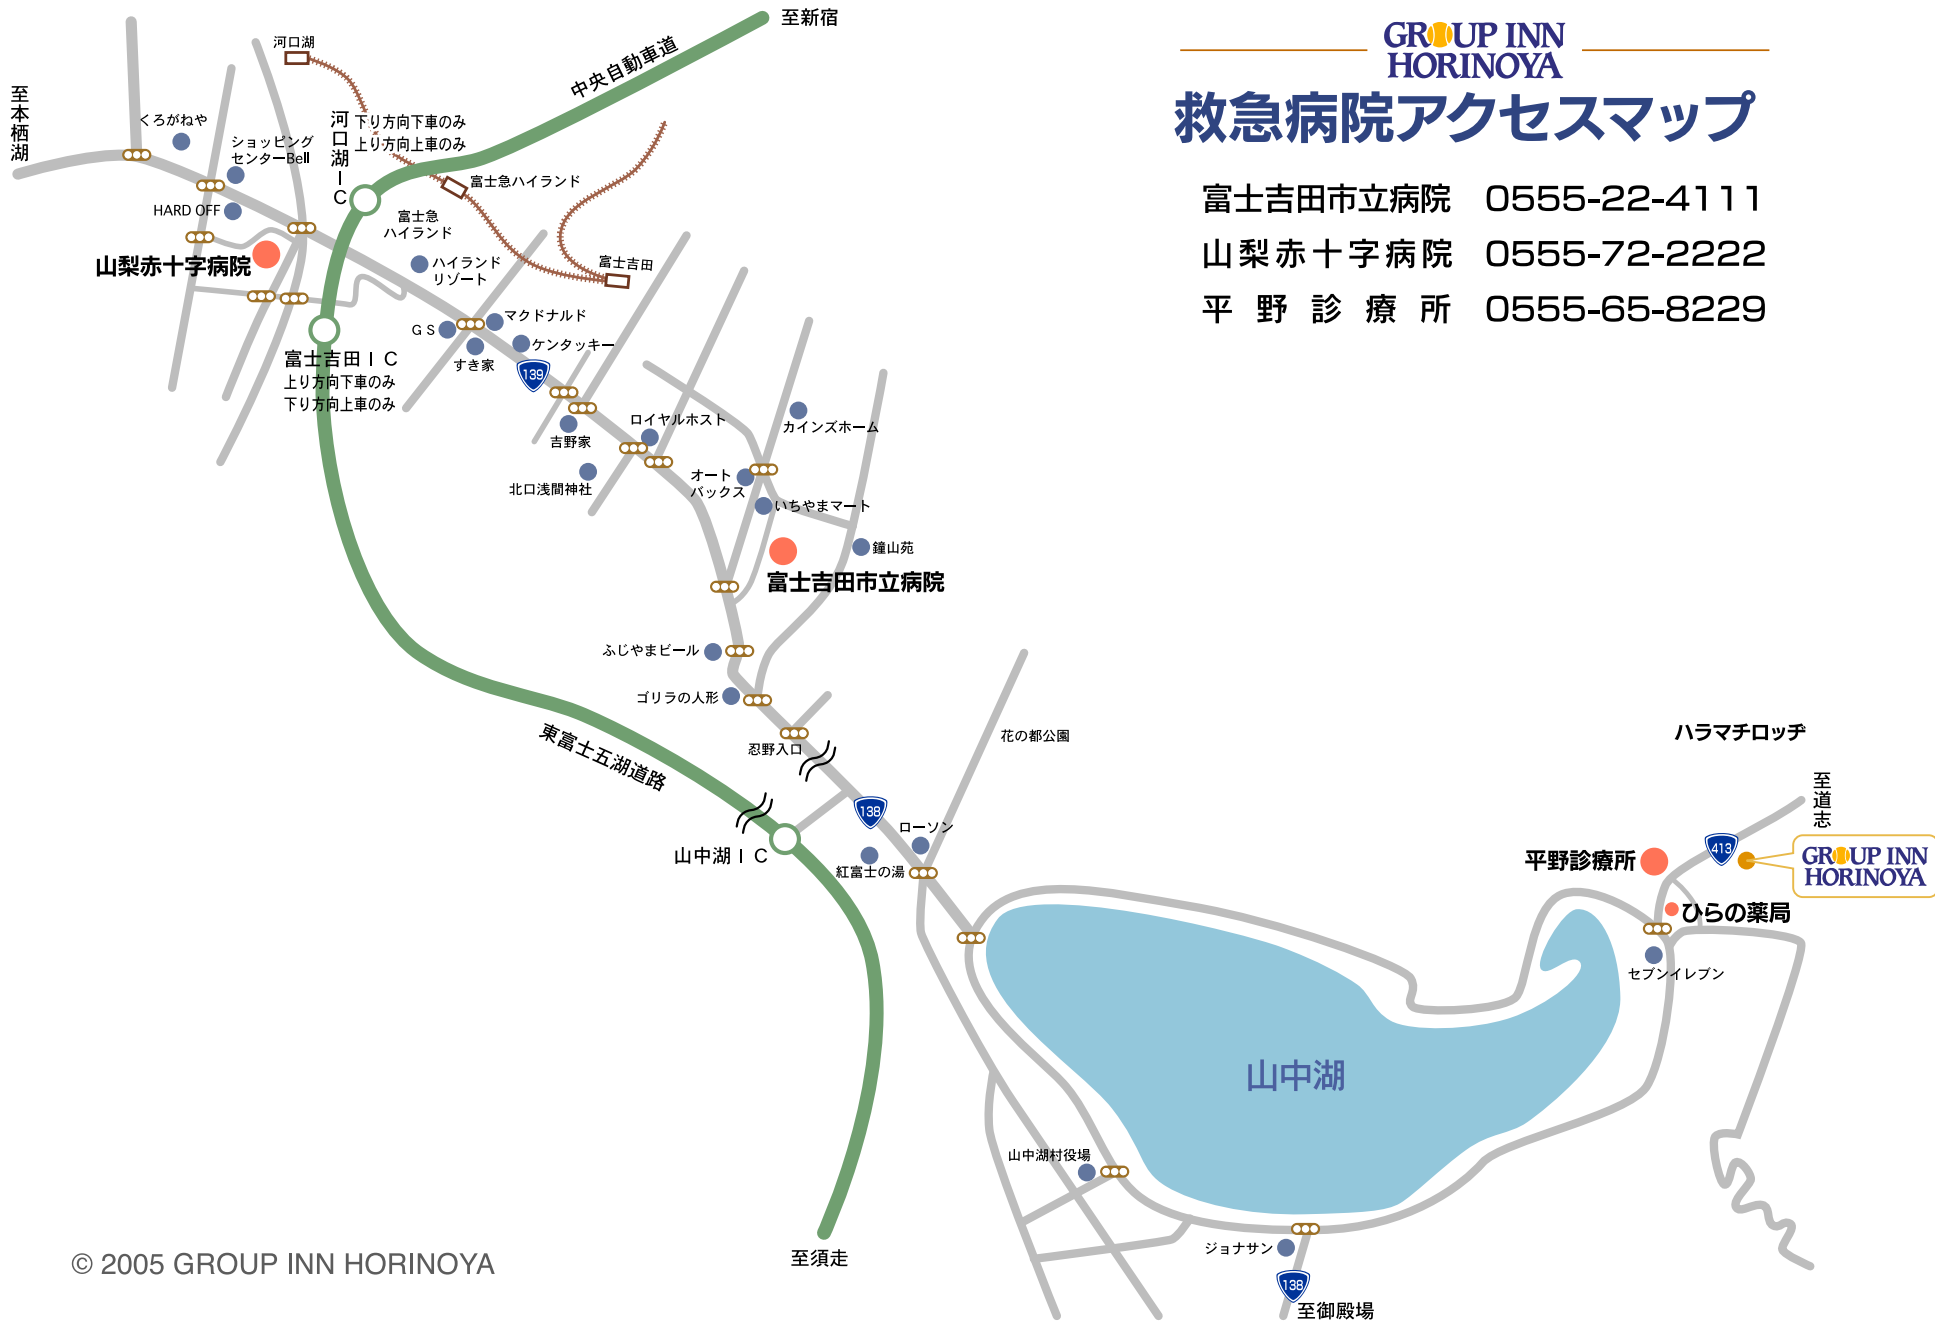 GROUP INN
HORINOYA
救急病院アクセスマップ
富士吉田市立病院 0555-22-4111
山梨赤十字病院 0555-72-2222
平野診療所 0555-65-8229
至新宿
中央自動車道
河口湖
至本栖湖
くろがねや
ショッピング
センターBell
HARD OFF
山梨赤十字病院
河口湖IC
下り方向下車のみ
上り方向上車のみ
富士急ハイランド
富士急
ハイランド
ハイランド
リゾート
富士吉田
GS
マクドナルド
ケンタッキー
すき家
139
富士吉田IC
上り方向下車のみ
下り方向上車のみ
吉野家
ロイヤルホスト
北口浅間神社
カインズホーム
オート
バックス
いちやまマート
鐘山苑
富士吉田市立病院
ふじやまビール
ゴリラの人形
忍野入口
東富士五湖道路
山中湖IC
138
ローソン
紅富士の湯
花の都公園
ハラマチロッヂ
至道志
413
GROUP INN
HORINOYA
平野診療所
ひらの薬局
セブンイレブン
山中湖
山中湖村役場
ジョナサン
138
至御殿場
至須走
© 2005 GROUP INN HORINOYA